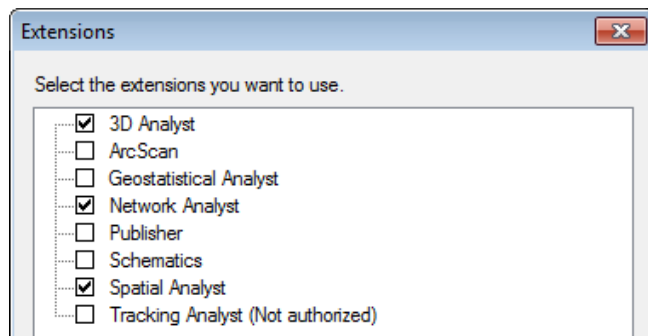 Extensions
Select the extensions you want to use.
3D Analyst
ArcScan
Geostatistical Analyst
Network Analyst
Publisher
Schematics
Spatial Analyst
Tracking Analyst (Not authorized)